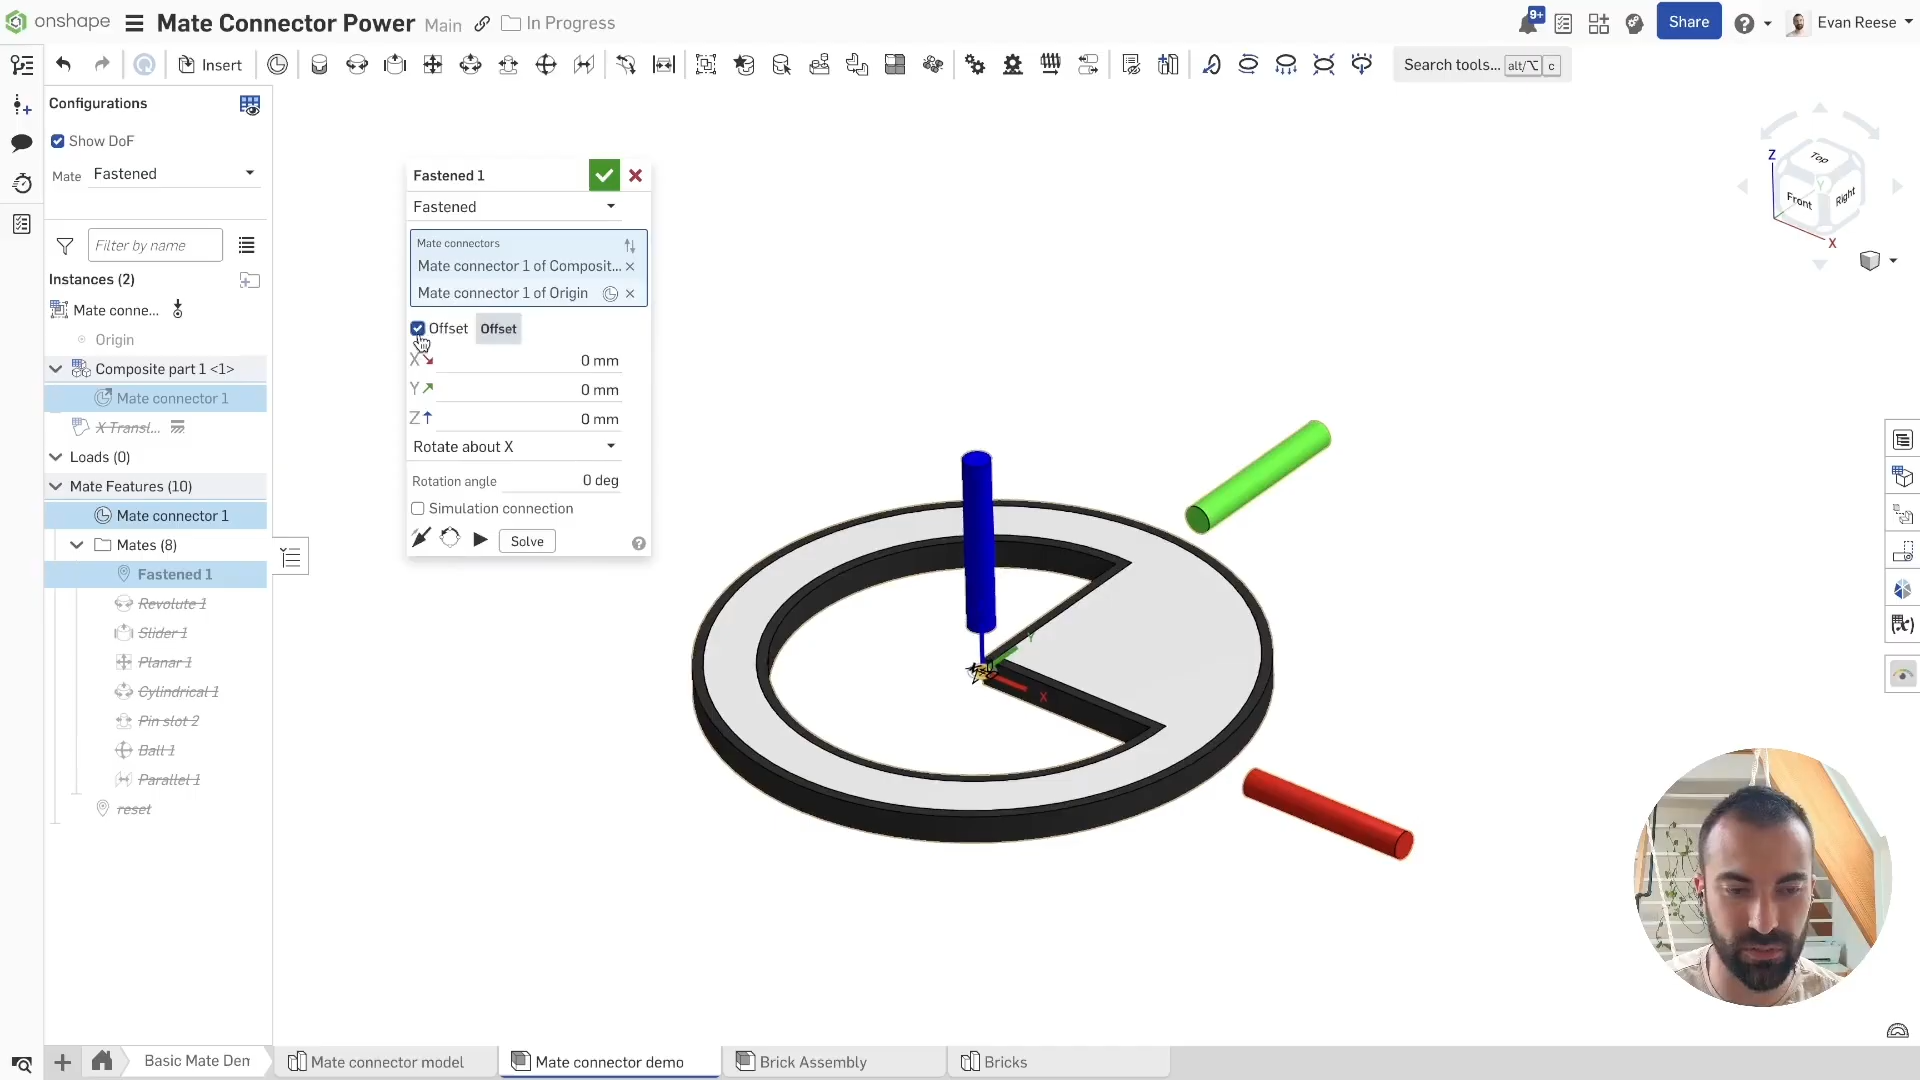 onshape
Mate Connector Power
Main
In Progress
9+
Share
Evan Reese
Insert
Search tools...
alt/⌥
c
Configurations
Show DoF
Mate
Fastened
Filter by name
Instances (2)
Mate conne...
Origin
Composite part 1 <1>
Mate connector 1
X Transl...
Loads (0)
Mate Features (10)
Mate connector 1
Mates (8)
Fastened 1
Revolute 1
Slider 1
Planar 1
Cylindrical 1
Pin slot 2
Ball 1
Parallel 1
reset
Fastened 1
Fastened
Mate connectors
Mate connector 1 of Composit...
Mate connector 1 of Origin
Offset
Offset
X
0 mm
Y
0 mm
Z
0 mm
Rotate about X
Rotation angle
0 deg
Simulation connection
Solve
Y
X
Z
Top
Y
Front
Right
X
(x)
Basic Mate Den
Mate connector model
Mate connector demo
Brick Assembly
Bricks